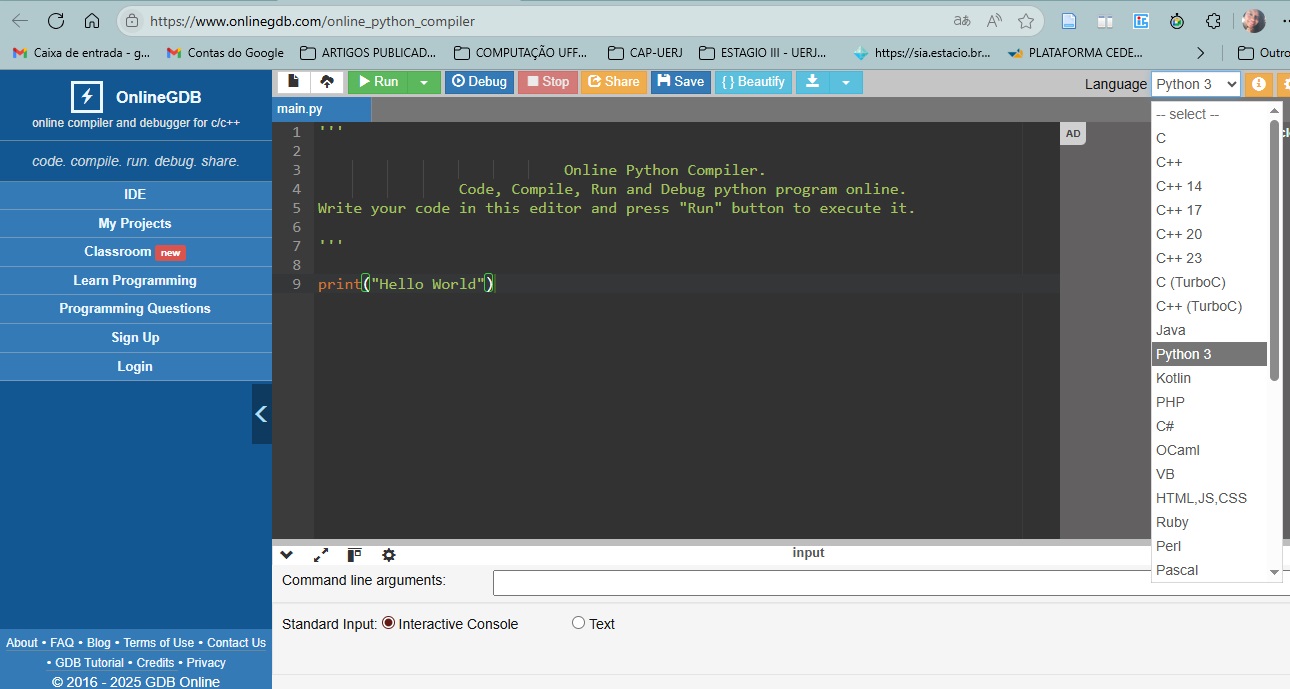 https://www.onlinegdb.com/online_python_compiler
Caixa de entrada - g... Contas do Google ARTIGOS PUBLICAD... COMPUTAÇÃO UFF... CAP-UERJ ESTAGIO III - UERJ... https://sia.estacio.br... PLATAFORMA CEDE... Outro
OnlineGDB
online compiler and debugger for c/c++
code. compile. run. debug. share.
IDE
My Projects
Classroom new
Learn Programming
Programming Questions
Sign Up
Login
About • FAQ • Blog • Terms of Use • Contact Us
• GDB Tutorial • Credits • Privacy
© 2016 - 2025 GDB Online
Run Debug Stop Share Save { } Beautify Language Python 3
main.py
1 '''
2
3 Online Python Compiler.
4 Code, Compile, Run and Debug python program online.
5 Write your code in this editor and press "Run" button to execute it.
6
7 '''
8
9 print("Hello World")
AD
-- select --
C
C++
C++ 14
C++ 17
C++ 20
C++ 23
C (TurboC)
C++ (TurboC)
Java
Python 3
Kotlin
PHP
C#
OCaml
VB
HTML,JS,CSS
Ruby
Perl
Pascal
input
Command line arguments:
Standard Input: Interactive Console Text